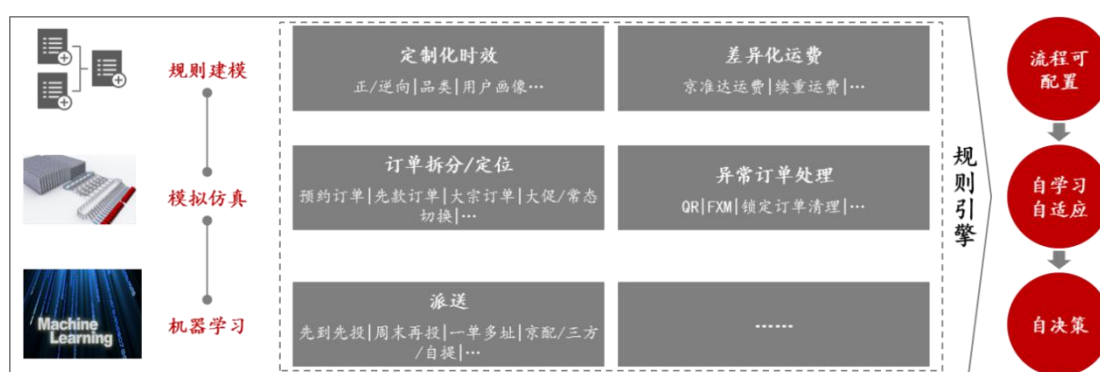 规则建模
模拟仿真
Machine
Learning
机器学习
定制化时效
正/逆向|品类|用户画像…
差异化运费
京准达运费|续重运费|…
订单拆分/定位
预约订单|先款订单|大宗订单|大促/常态
切换|…
异常订单处理
QR|FXM|锁定订单清理|…
派送
先到先投|周末再投|一单多址|京配/三方
/自提|…
……
规则引擎
流程可
配置
自学习
自适应
自决策